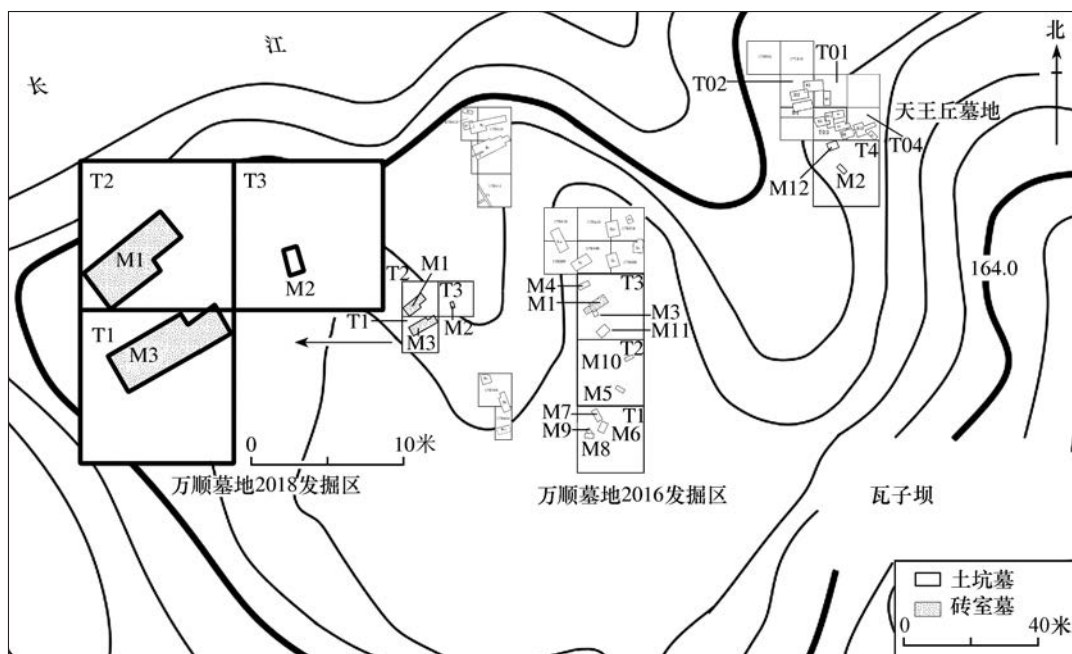 长 江
北
T01
T02
天王丘墓地
T04
T4
M12
M2
T2
T3
M1
M2
T1
M3
T2
M1
T3
T1
M2
M3
M4
T3
M1
M3
M11
T2
M10
M5
M7
T1
M9
M6
M8
164.0
0 10米
万顺墓地2018发掘区
万顺墓地2016发掘区
瓦子坝
土坑墓
砖室墓
0 40米